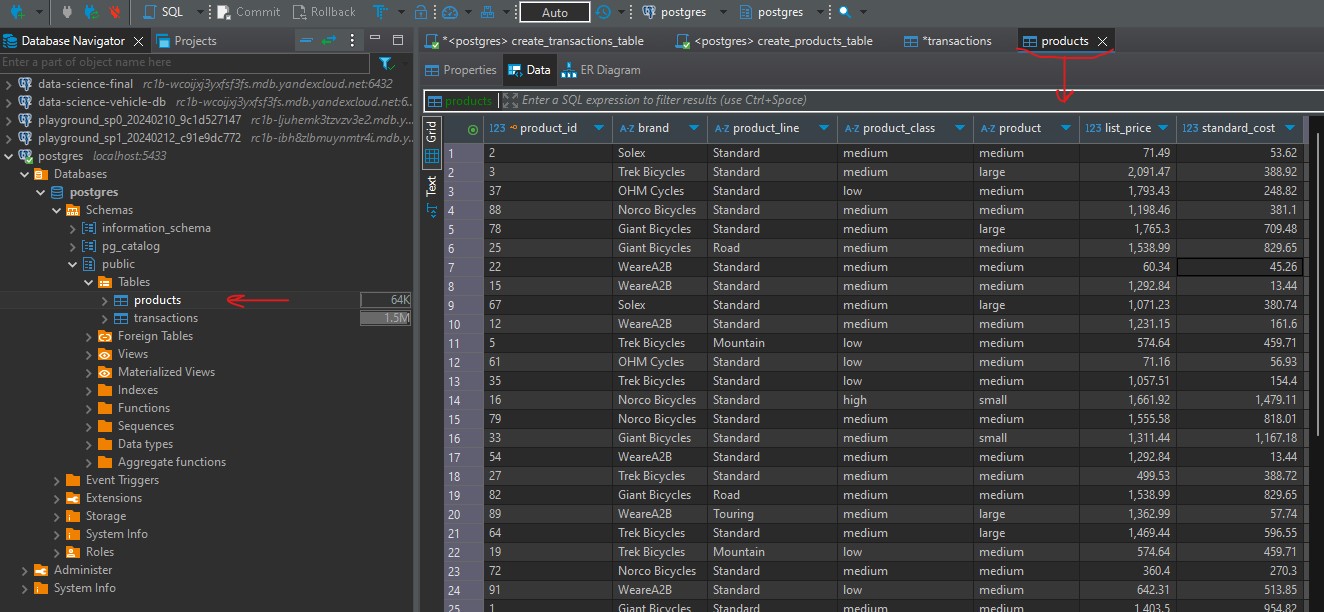 SQL Commit Rollback Auto postgres postgres
Database Navigator Projects
Enter a part of object name here
data-science-final rc1b-wcoijxj3yxfsf3fs.mdb.yandexcloud.net:6432
data-science-vehicle-db rc1b-wcoijxj3yxfsf3fs.mdb.yandexcloud.net:6...
playground_sp0_20240210_9c1d527147 rc1b-ljuhemk3tzvzv3e2.mdb.y...
playground_sp1_20240212_c91e9dc772 rc1b-ibh8zlbmuynmtr4i.mdb.y...
postgres localhost:5433
Databases
postgres
Schemas
information_schema
pg_catalog
public
Tables
products 64K
transactions 1.5M
Foreign Tables
Views
Materialized Views
Indexes
Functions
Sequences
Data types
Aggregate functions
Event Triggers
Extensions
Storage
System Info
Roles
Administer
System Info
*<postgres> create_transactions_table <postgres> create_products_table *transactions products
Properties Data ER Diagram
products Enter a SQL expression to filter results (use Ctrl+Space)
Grid
Text
123 product_id A-Z brand A-Z product_line A-Z product_class A-Z product 123 list_price 123 standard_cost
1 2 Solex Standard medium medium 71.49 53.62
2 3 Trek Bicycles Standard medium large 2,091.47 388.92
3 37 OHM Cycles Standard low medium 1,793.43 248.82
4 88 Norco Bicycles Standard medium medium 1,198.46 381.1
5 78 Giant Bicycles Standard medium large 1,765.3 709.48
6 25 Giant Bicycles Road medium medium 1,538.99 829.65
7 22 WeareA2B Standard medium medium 60.34 45.26
8 15 WeareA2B Standard medium medium 1,292.84 13.44
9 67 Solex Standard medium large 1,071.23 380.74
10 12 WeareA2B Standard medium medium 1,231.15 161.6
11 5 Trek Bicycles Mountain low medium 574.64 459.71
12 61 OHM Cycles Standard low medium 71.16 56.93
13 35 Trek Bicycles Standard low medium 1,057.51 154.4
14 16 Norco Bicycles Standard high small 1,661.92 1,479.11
15 79 Norco Bicycles Standard medium medium 1,555.58 818.01
16 33 Giant Bicycles Standard medium small 1,311.44 1,167.18
17 54 WeareA2B Standard medium medium 1,292.84 13.44
18 27 Trek Bicycles Standard medium medium 499.53 388.72
19 82 Giant Bicycles Road medium medium 1,538.99 829.65
20 89 WeareA2B Touring medium large 1,362.99 57.74
21 64 Trek Bicycles Standard medium large 1,469.44 596.55
22 19 Trek Bicycles Mountain low medium 574.64 459.71
23 72 Norco Bicycles Standard medium medium 360.4 270.3
24 91 WeareA2B Standard low medium 642.31 513.85
25 1 Giant Bicycles Standard medium medium 1,403.5 954.82